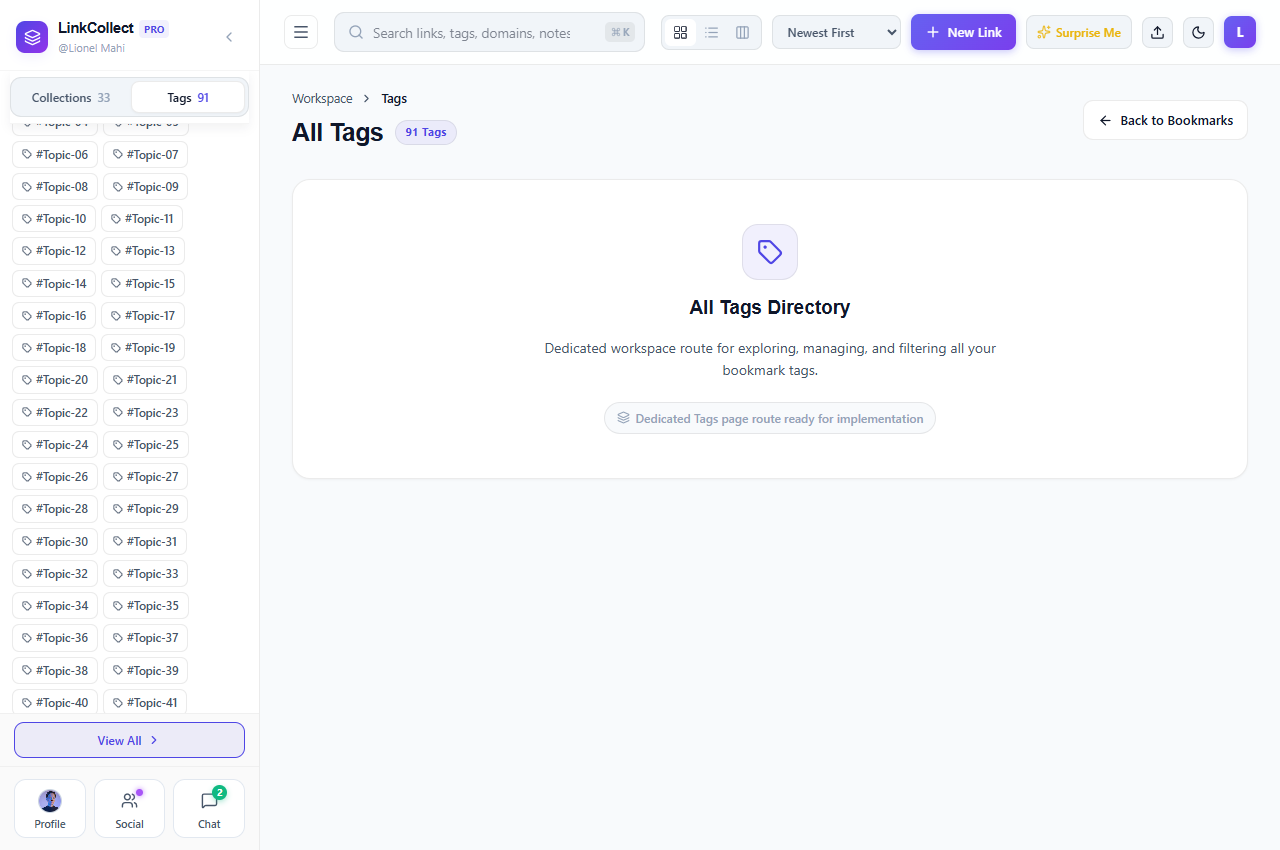 LinkCollect PRO
@Lionel Mahi
Search links, tags, domains, notes
⌘ K
Newest First
New Link
Surprise Me
L
Collections 33
Tags 91
#Topic-06
#Topic-07
#Topic-08
#Topic-09
#Topic-10
#Topic-11
#Topic-12
#Topic-13
#Topic-14
#Topic-15
#Topic-16
#Topic-17
#Topic-18
#Topic-19
#Topic-20
#Topic-21
#Topic-22
#Topic-23
#Topic-24
#Topic-25
#Topic-26
#Topic-27
#Topic-28
#Topic-29
#Topic-30
#Topic-31
#Topic-32
#Topic-33
#Topic-34
#Topic-35
#Topic-36
#Topic-37
#Topic-38
#Topic-39
#Topic-40
#Topic-41
View All
Profile
Social
2
Chat
Workspace > Tags
All Tags
91 Tags
Back to Bookmarks
All Tags Directory
Dedicated workspace route for exploring, managing, and filtering all your
bookmark tags.
Dedicated Tags page route ready for implementation